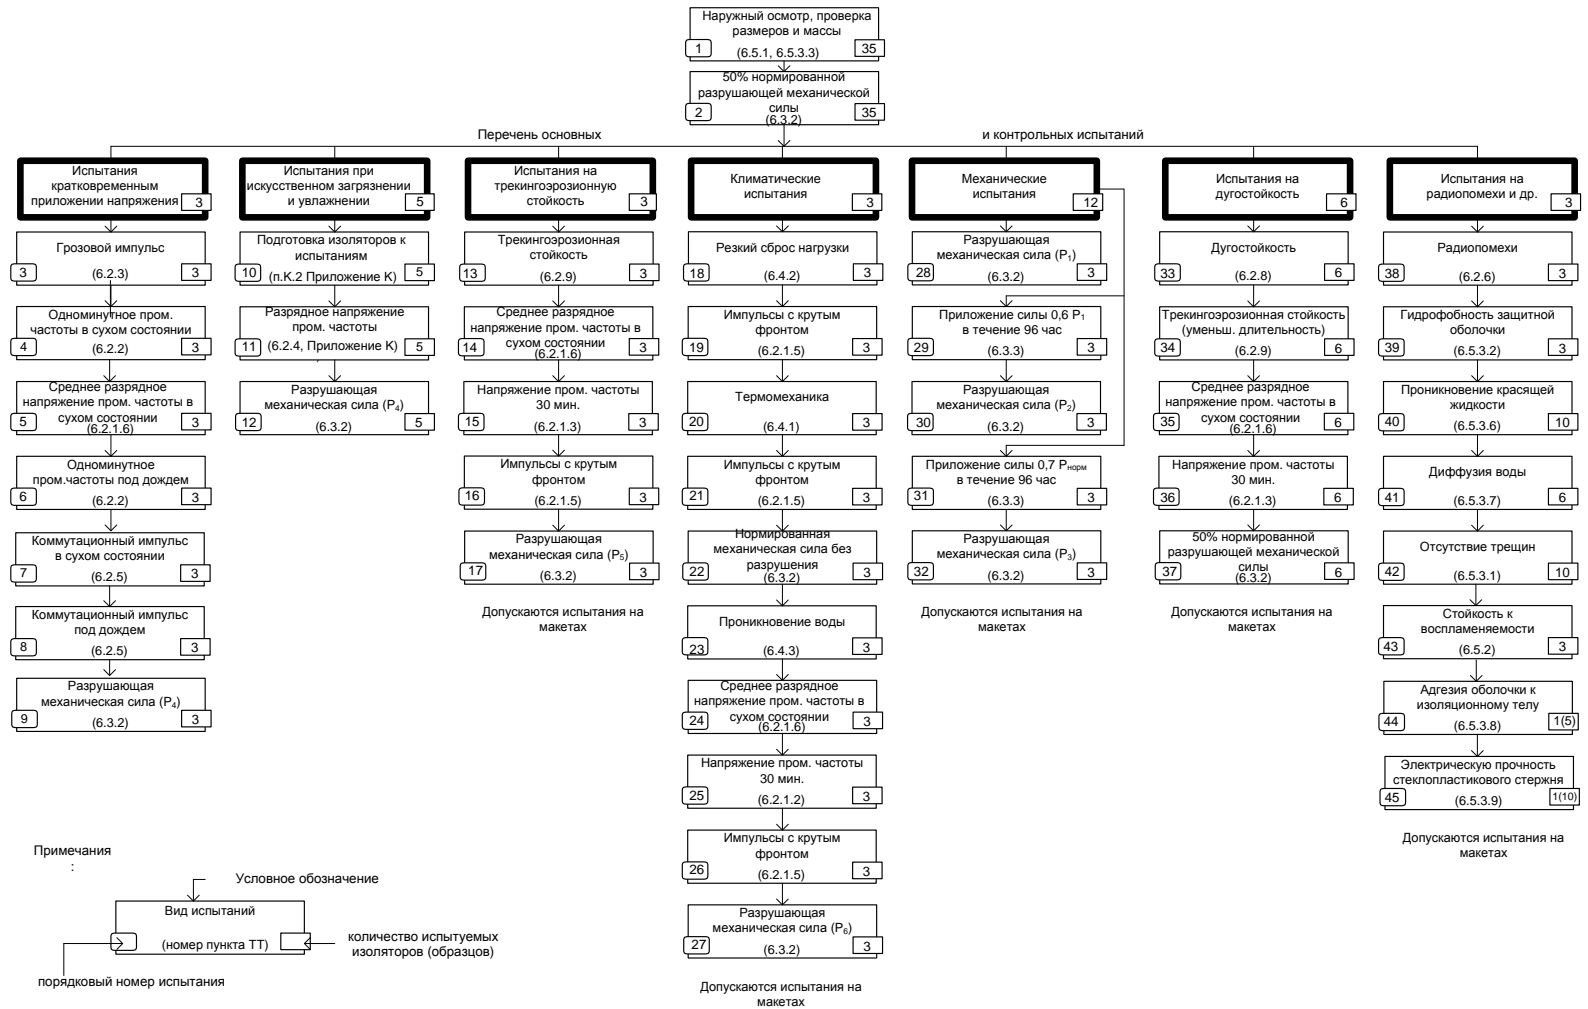 Наружный осмотр, проверка
размеров и массы
1
(6.5.1, 6.5.3.3)
35
50% нормированной
разрушающей механической
силы
2
(6.3.2)
35
Перечень основных
и контрольных испытаний
Испытания
кратковременным
приложении напряжения
3
Грозовой импульс
3
(6.2.3)
3
Одноминутное пром.
частоты в сухом состоянии
4
(6.2.2)
3
Среднее разрядное
напряжение пром. частоты в
сухом состоянии
5
(6.2.1.6)
3
Одноминутное
пром.частоты под дождем
6
(6.2.2)
3
Коммутационный импульс
в сухом состоянии
7
(6.2.5)
3
Коммутационный импульс
под дождем
8
(6.2.5)
3
Разрушающая
механическая сила (P₄)
9
(6.3.2)
3
Испытания при
искусственном загрязнении
и увлажнении
5
Подготовка изоляторов к
испытаниям
10
(п.К.2 Приложение К)
5
Разрядное напряжение
пром. частоты
11
(6.2.4, Приложение К)
5
Разрушающая
механическая сила (P₄)
12
(6.3.2)
5
Испытания на
трекингоэрозионную
стойкость
3
Трекингоэрозионная
стойкость
13
(6.2.9)
3
Среднее разрядное
напряжение пром. частоты в
сухом состоянии
14
(6.2.1.6)
3
Напряжение пром. частоты
30 мин.
15
(6.2.1.3)
3
Импульсы с крутым
фронтом
16
(6.2.1.5)
3
Разрушающая
механическая сила (P₅)
17
(6.3.2)
3
Допускаются испытания на
макетах
Климатические
испытания
3
Резкий сброс нагрузки
18
(6.4.2)
3
Импульсы с крутым
фронтом
19
(6.2.1.5)
3
Термомеханика
20
(6.4.1)
3
Импульсы с крутым
фронтом
21
(6.2.1.5)
3
Нормированная
механическая сила без
разрушения
22
(6.3.2)
3
Проникновение воды
23
(6.4.3)
3
Среднее разрядное
напряжение пром. частоты в
сухом состоянии
24
(6.2.1.6)
3
Напряжение пром. частоты
30 мин.
25
(6.2.1.2)
3
Импульсы с крутым
фронтом
26
(6.2.1.5)
3
Разрушающая
механическая сила (P₆)
27
(6.3.2)
3
Допускаются испытания на
макетах
Механические
испытания
12
Разрушающая
механическая сила (P₁)
28
(6.3.2)
3
Приложение силы 0,6 P₁
в течение 96 час
29
(6.3.3)
3
Разрушающая
механическая сила (P₂)
30
(6.3.2)
3
Приложение силы 0,7 Pнорм
в течение 96 час
31
(6.3.3)
3
Разрушающая
механическая сила (P₃)
32
(6.3.2)
3
Допускаются испытания на
макетах
Испытания на
дугостойкость
6
Дугостойкость
33
(6.2.8)
6
Трекингоэрозионная стойкость
(уменьш. длительность)
34
(6.2.9)
6
Среднее разрядное
напряжение пром. частоты в
сухом состоянии
35
(6.2.1.6)
6
Напряжение пром. частоты
30 мин.
36
(6.2.1.3)
6
50% нормированной
разрушающей механической
силы
37
(6.3.2)
6
Допускаются испытания на
макетах
Испытания на
радиопомехи и др.
3
Радиопомехи
38
(6.2.6)
3
Гидрофобность защитной
оболочки
39
(6.5.3.2)
3
Проникновение красящей
жидкости
40
(6.5.3.6)
10
Диффузия воды
41
(6.5.3.7)
6
Отсутствие трещин
42
(6.5.3.1)
10
Стойкость к
воспламеняемости
43
(6.5.2)
3
Адгезия оболочки к
изоляционному телу
44
(6.5.3.8)
1(5)
Электрическую прочность
стеклопластикового стержня
45
(6.5.3.9)
1(10)
Допускаются испытания на
макетах
Примечания
:
Условное обозначение
Вид испытаний
(номер пункта ТТ)
количество испытуемых
изоляторов (образцов)
порядковый номер испытания